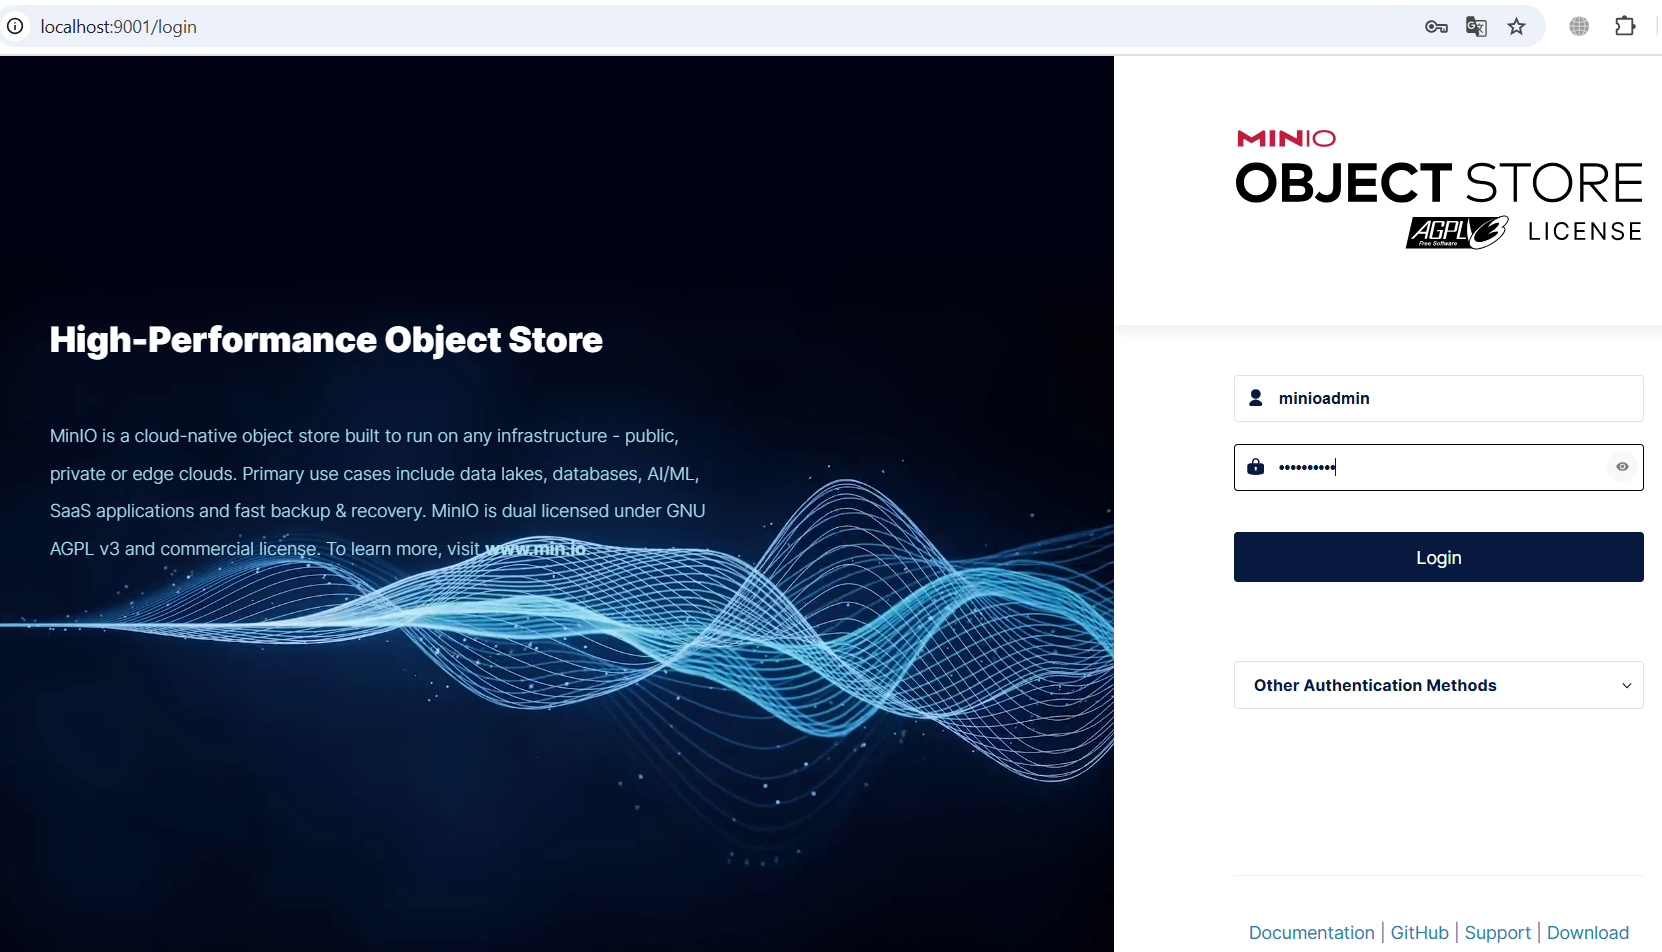 localhost:9001/login
MINIO
OBJECT STORE
AGPLv3 LICENSE
Free Software
High-Performance Object Store
MinIO is a cloud-native object store built to run on any infrastructure - public,
private or edge clouds. Primary use cases include data lakes, databases, AI/ML,
SaaS applications and fast backup & recovery. MinIO is dual licensed under GNU
AGPL v3 and commercial license. To learn more, visit www.min.io.
minioadmin
••••••••••
Login
Other Authentication Methods
Documentation | GitHub | Support | Download